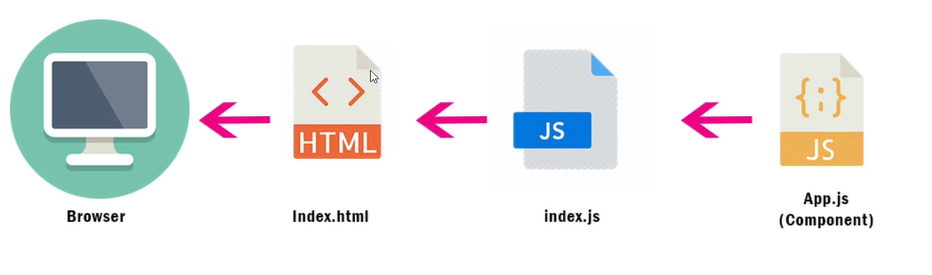 HTML
JS
JS
Browser
Index.html
index.js
App.js
(Component)